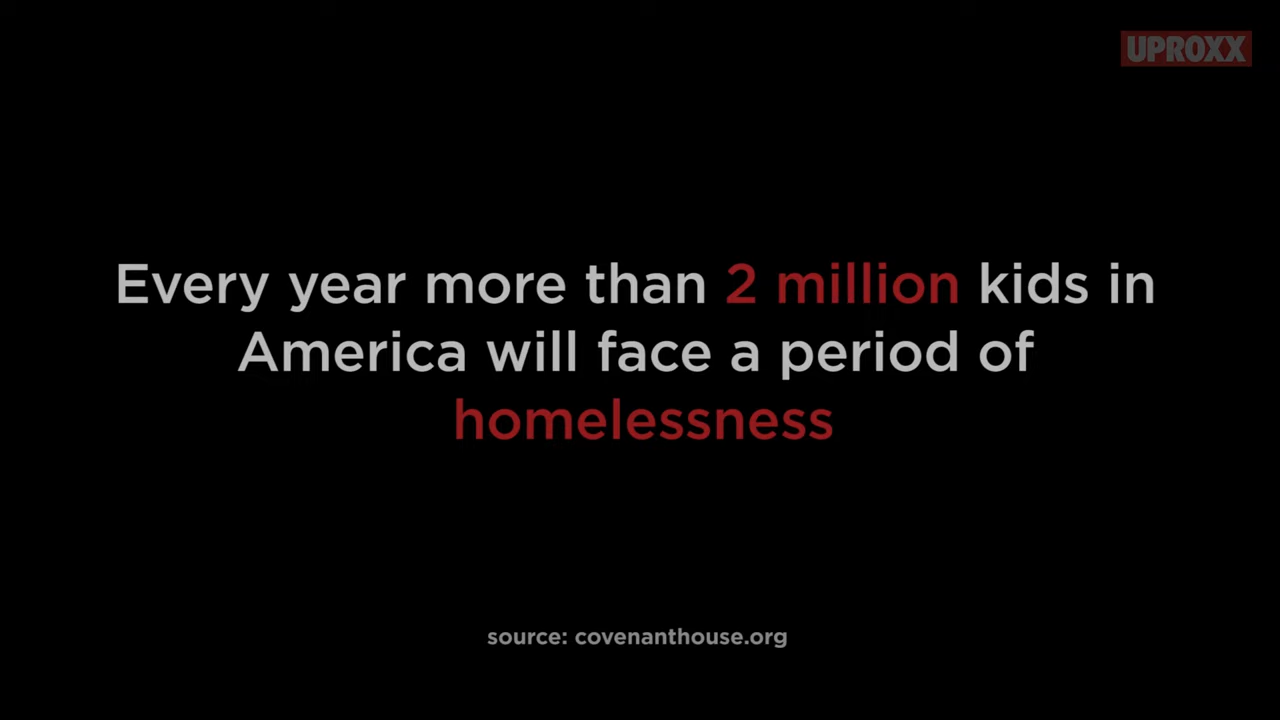 UPROXX
Every year more than 2 million kids in
America will face a period of
homelessness
source: covenanthouse.org